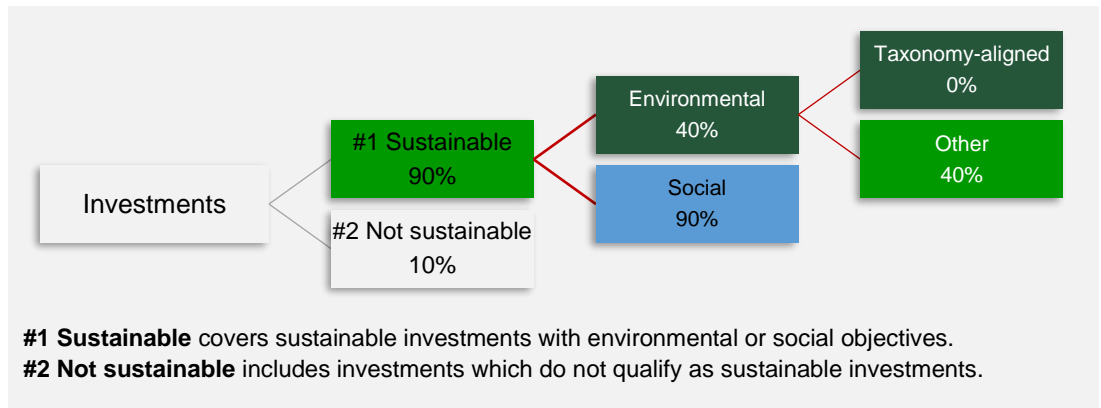 Taxonomy-aligned
0%
Environmental
40%
#1 Sustainable
90%
Other
40%
Investments
Social
90%
#2 Not sustainable
10%
#1 Sustainable covers sustainable investments with environmental or social objectives.
#2 Not sustainable includes investments which do not qualify as sustainable investments.